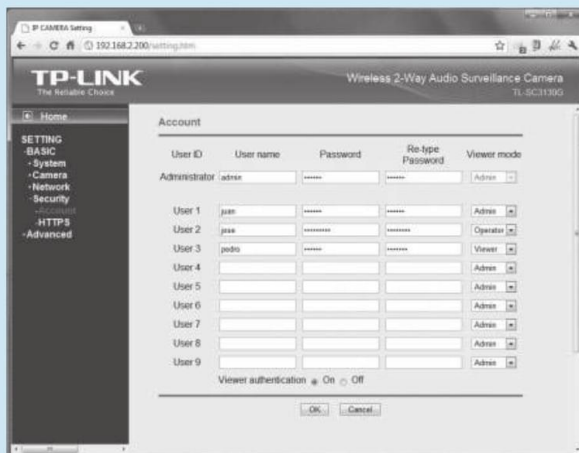 IP CAMERA Setting
192.168.2.200/setting.htm
TP-LINK
The Reliable Choice
Wireless 2-Way Audio Surveillance Camera
TL-SC3130G
Home
SETTING
-BASIC
System
Camera
Network
Security
Account
HTTPS
-Advanced
Account
User ID User name Password Re-type Password Viewer mode
Administrator admin •••••• •••••• Admin
User 1 juan •••••• •••••• Admin
User 2 jose ••••••••• •••••••• Operator
User 3 pedro •••••• ••••••• Viewer
User 4 Admin
User 5 Admin
User 6 Admin
User 7 Admin
User 8 Admin
User 9 Admin
Viewer authentication On Off
OK Cancel